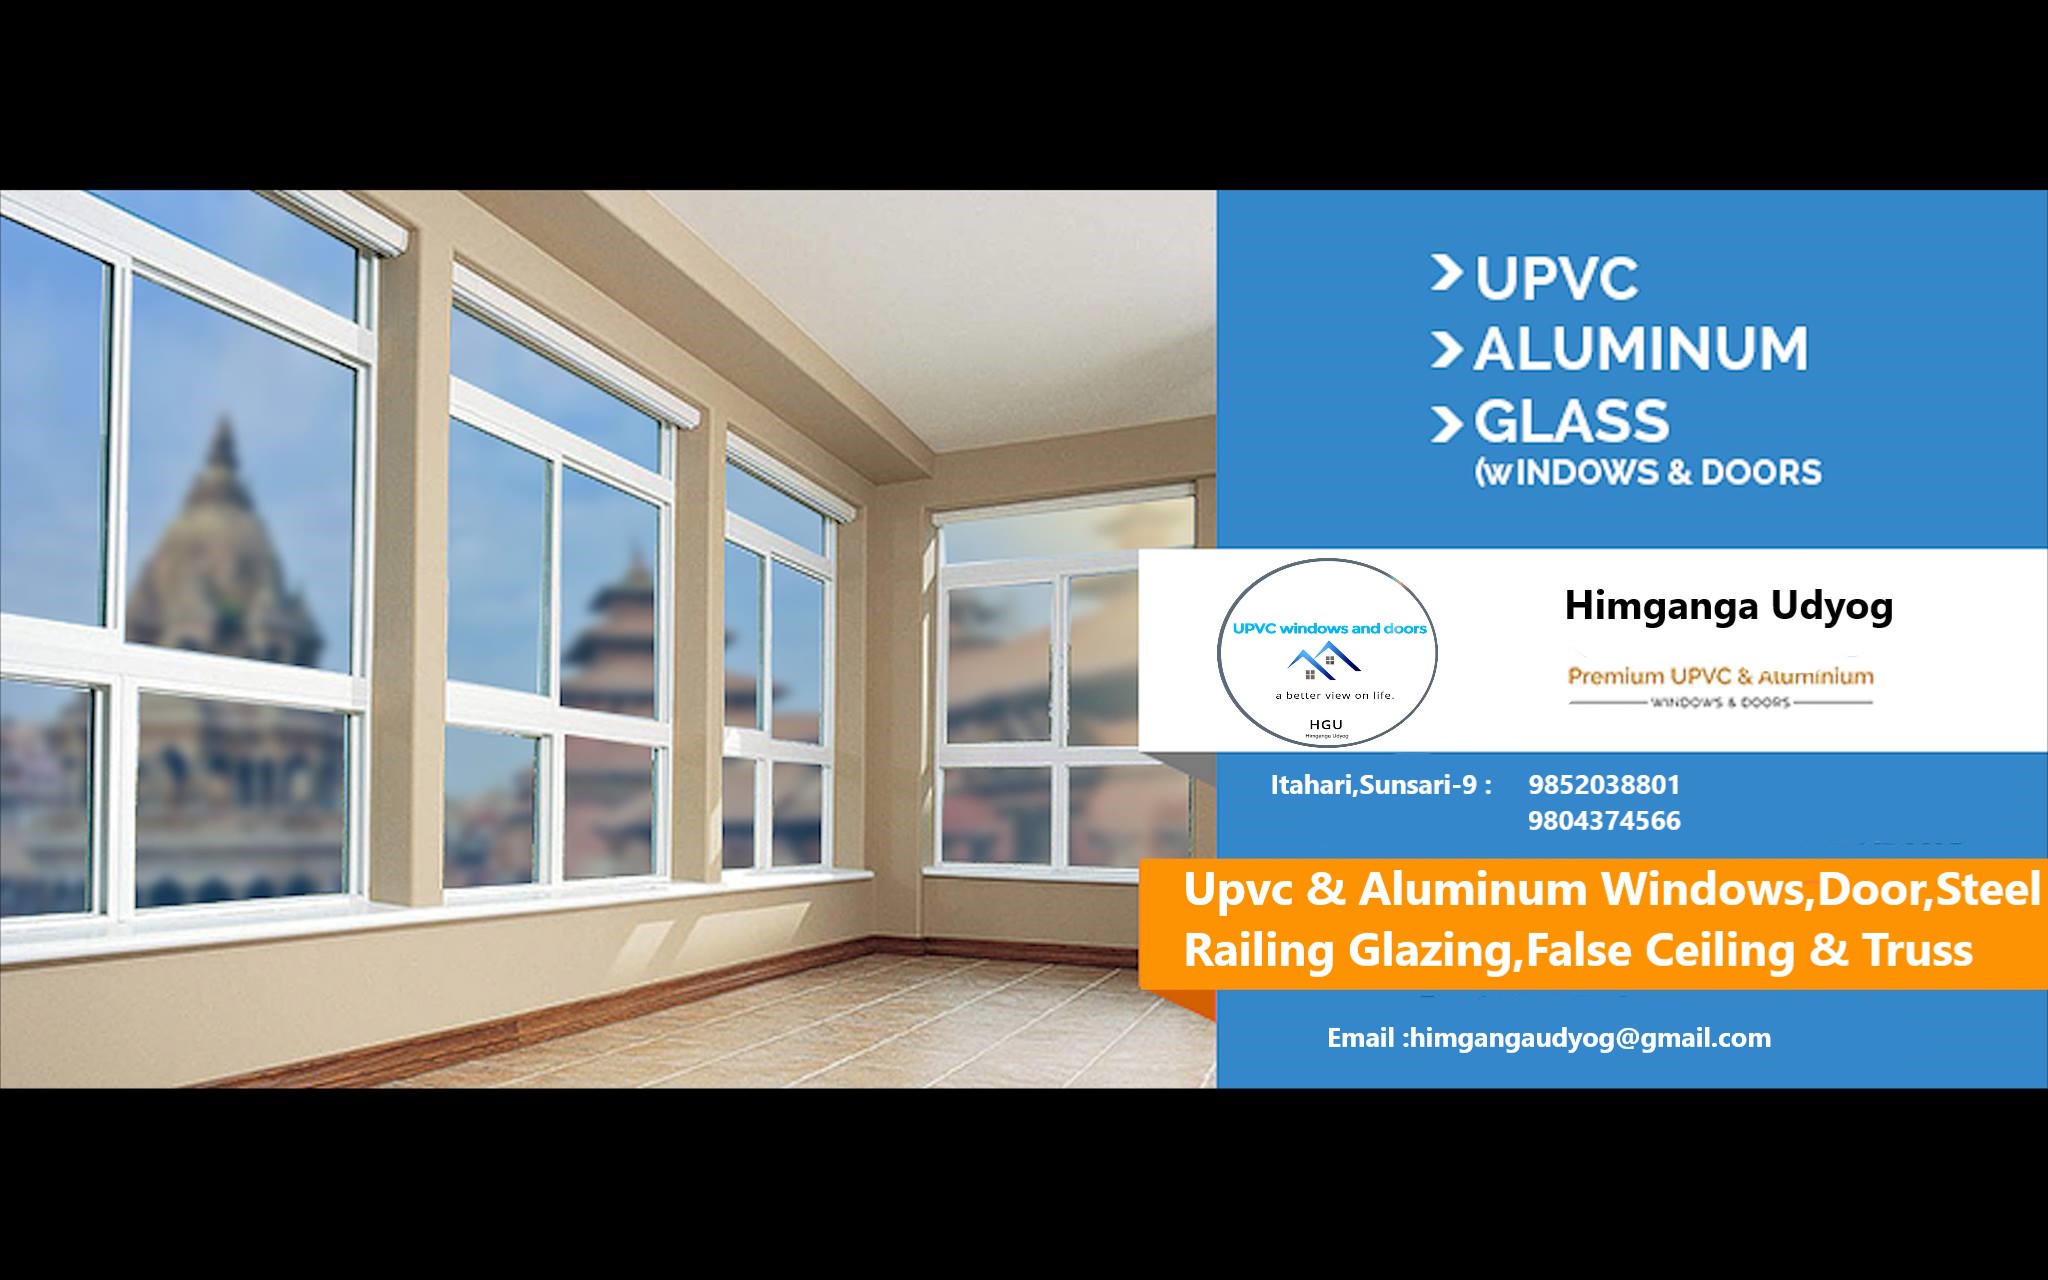 UPVC
ALUMINUM
GLASS
(wINDOWS & DOORS
UPVC windows and doors
a better view on life.
HGU
Himganga Udyog
Himganga Udyog
Premium UPVC & Aluminium
WINDOWS & DOORS
Itahari,Sunsari-9 : 9852038801
9804374566
Upvc & Aluminum Windows,Door,Steel
Railing Glazing,False Ceiling & Truss
Email :himgangaudyog@gmail.com